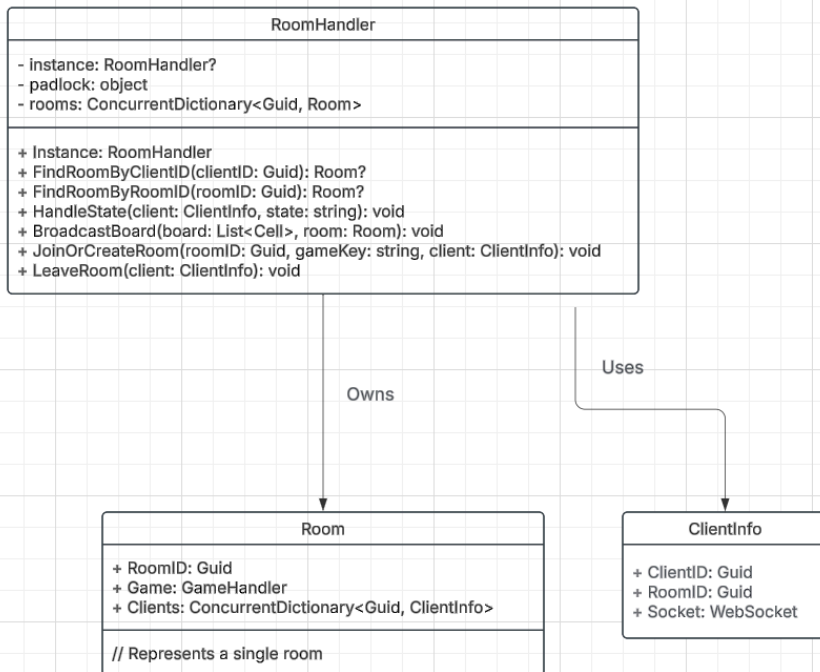 RoomHandler
- instance: RoomHandler?
- padlock: object
- rooms: ConcurrentDictionary<Guid, Room>
+ Instance: RoomHandler
+ FindRoomByClientID(clientID: Guid): Room?
+ FindRoomByRoomID(roomID: Guid): Room?
+ HandleState(client: ClientInfo, state: string): void
+ BroadcastBoard(board: List<Cell>, room: Room): void
+ JoinOrCreateRoom(roomID: Guid, gameKey: string, client: ClientInfo): void
+ LeaveRoom(client: ClientInfo): void
Uses
Owns
Room
+ RoomID: Guid
+ Game: GameHandler
+ Clients: ConcurrentDictionary<Guid, ClientInfo>
// Represents a single room
ClientInfo
+ ClientID: Guid
+ RoomID: Guid
+ Socket: WebSocket